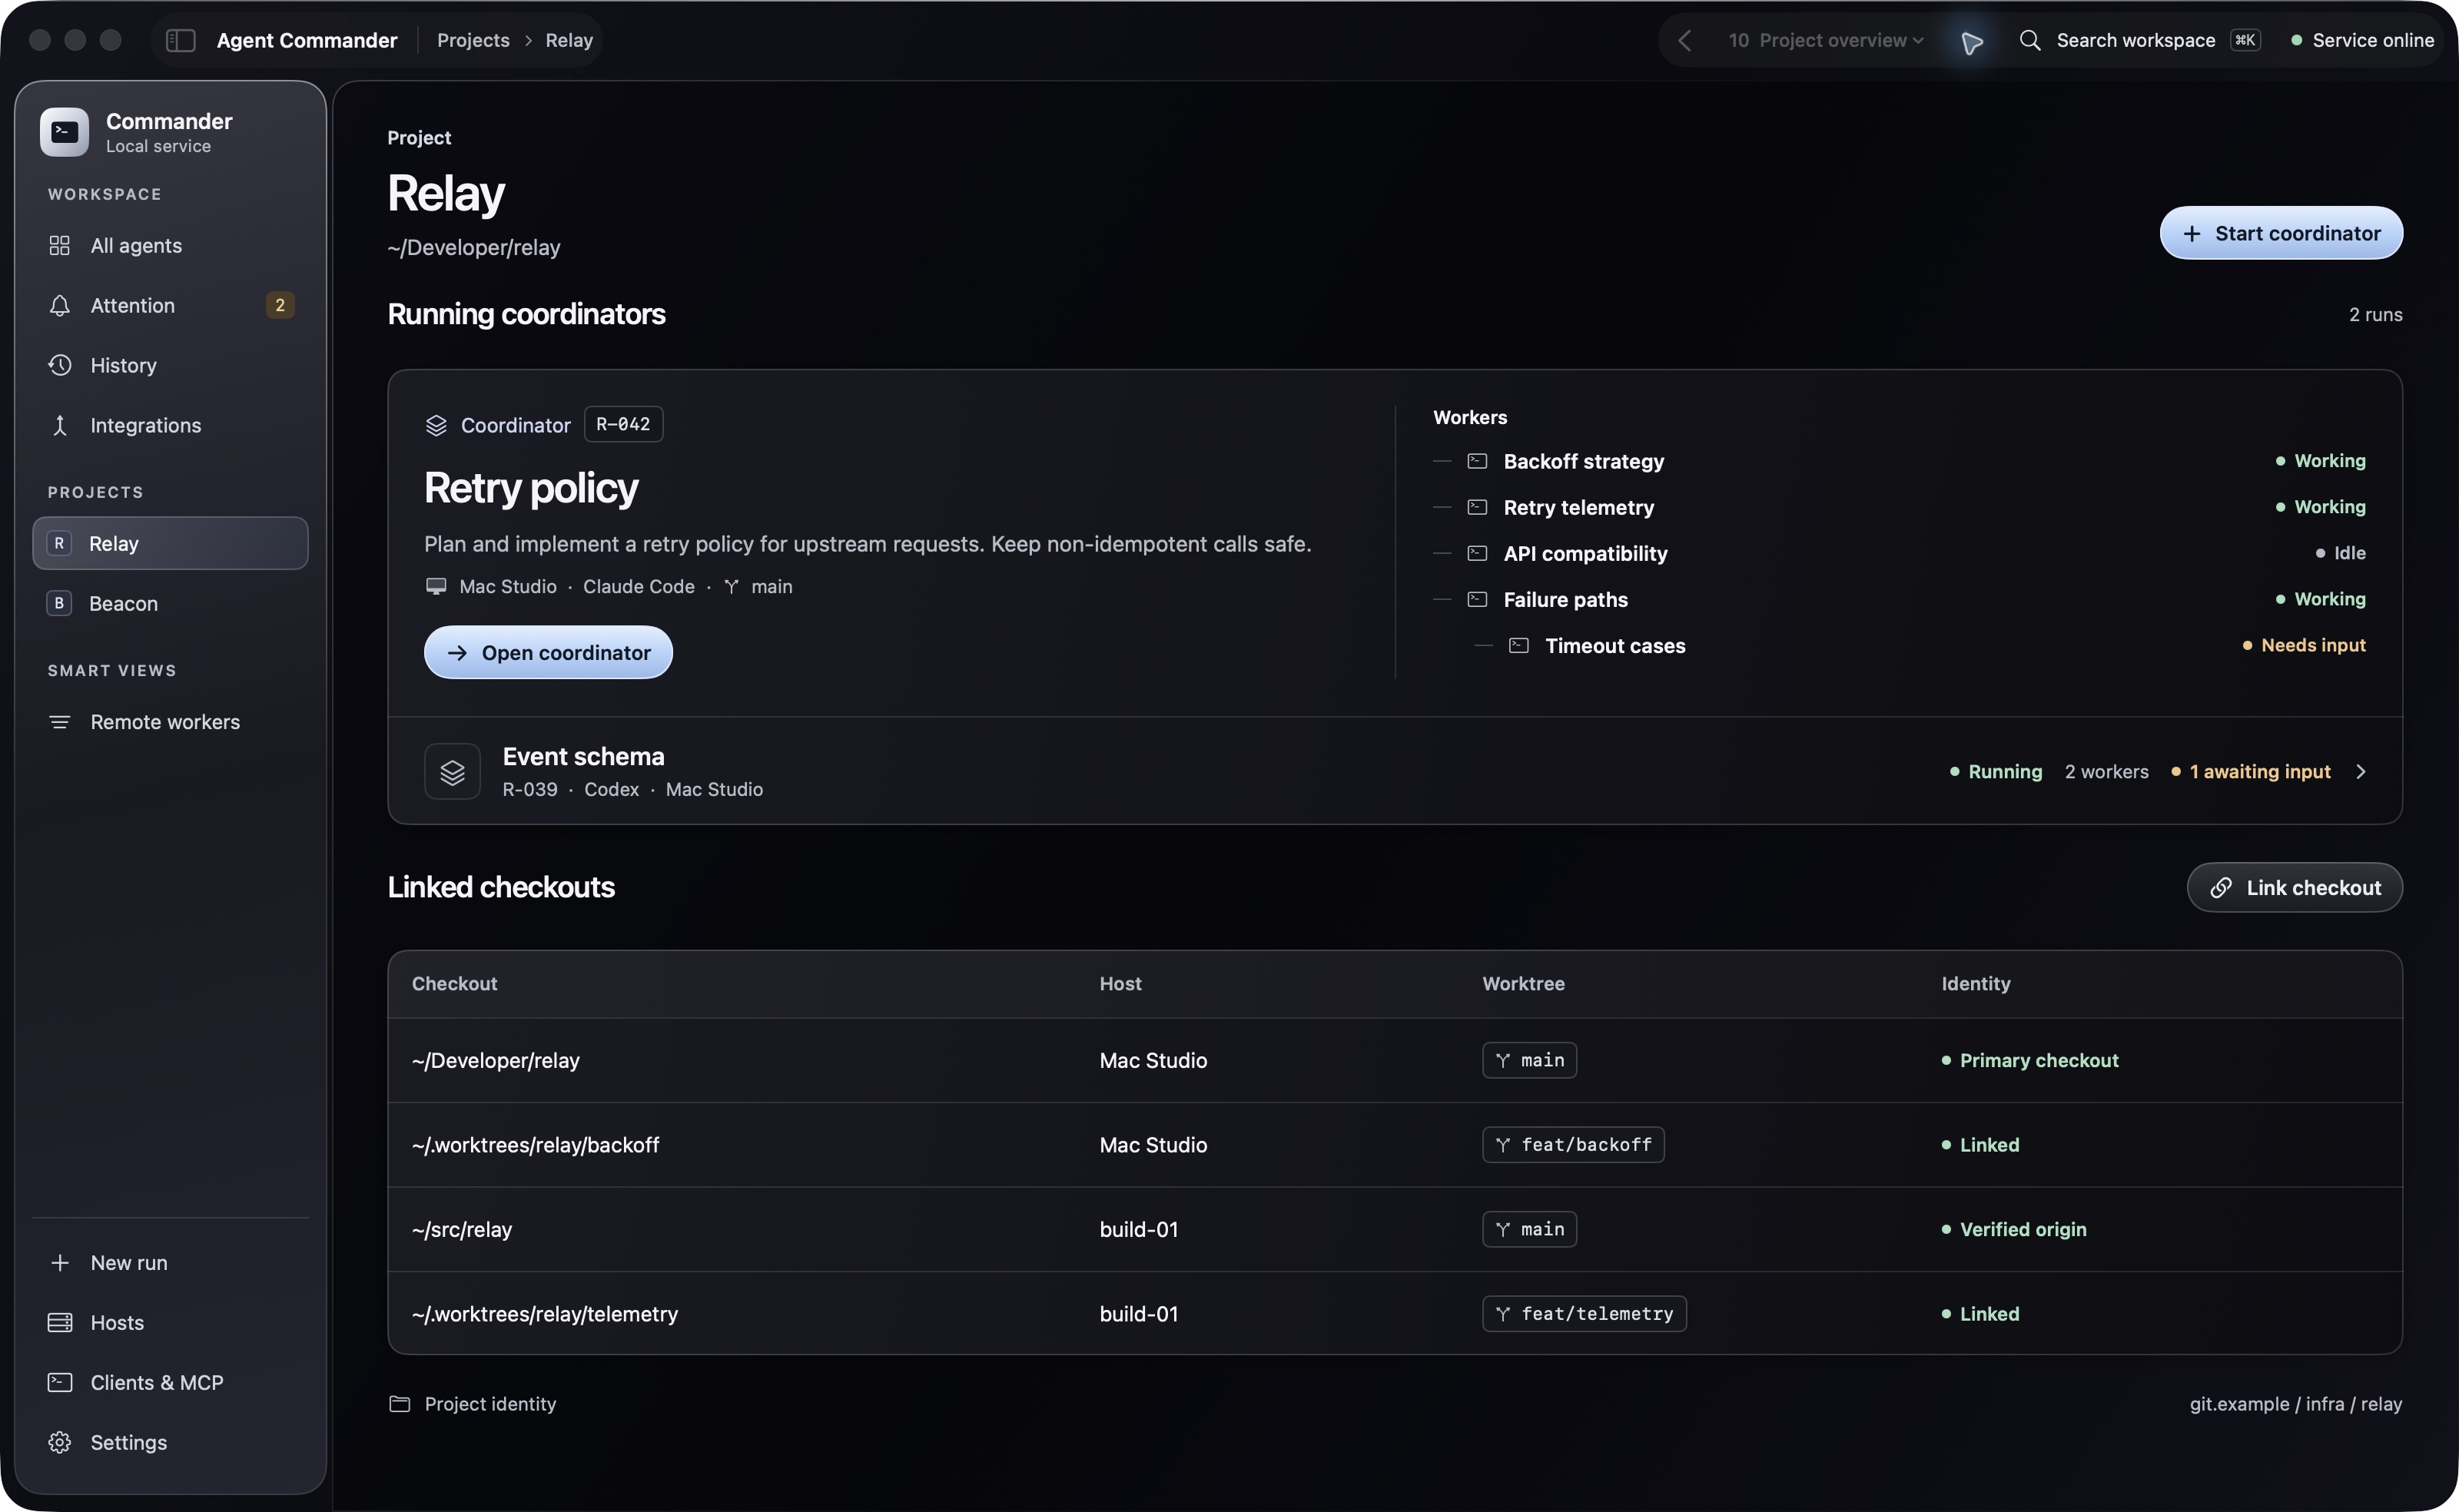 Agent Commander
Projects > Relay
10 Project overview
Search workspace ⌘K
Service online
Commander
Local service
WORKSPACE
All agents
Attention 2
History
Integrations
PROJECTS
R Relay
B Beacon
SMART VIEWS
Remote workers
New run
Hosts
Clients & MCP
Settings
Project
Relay
~/Developer/relay
Start coordinator
Running coordinators
2 runs
Coordinator R–042
Retry policy
Plan and implement a retry policy for upstream requests. Keep non-idempotent calls safe.
Mac Studio · Claude Code · main
Open coordinator
Workers
Backoff strategy Working
Retry telemetry Working
API compatibility Idle
Failure paths Working
Timeout cases Needs input
Event schema
R-039 · Codex · Mac Studio
Running 2 workers 1 awaiting input
Linked checkouts
Link checkout
Checkout Host Worktree Identity
~/Developer/relay Mac Studio main Primary checkout
~/.worktrees/relay/backoff Mac Studio feat/backoff Linked
~/src/relay build-01 main Verified origin
~/.worktrees/relay/telemetry build-01 feat/telemetry Linked
Project identity
git.example / infra / relay